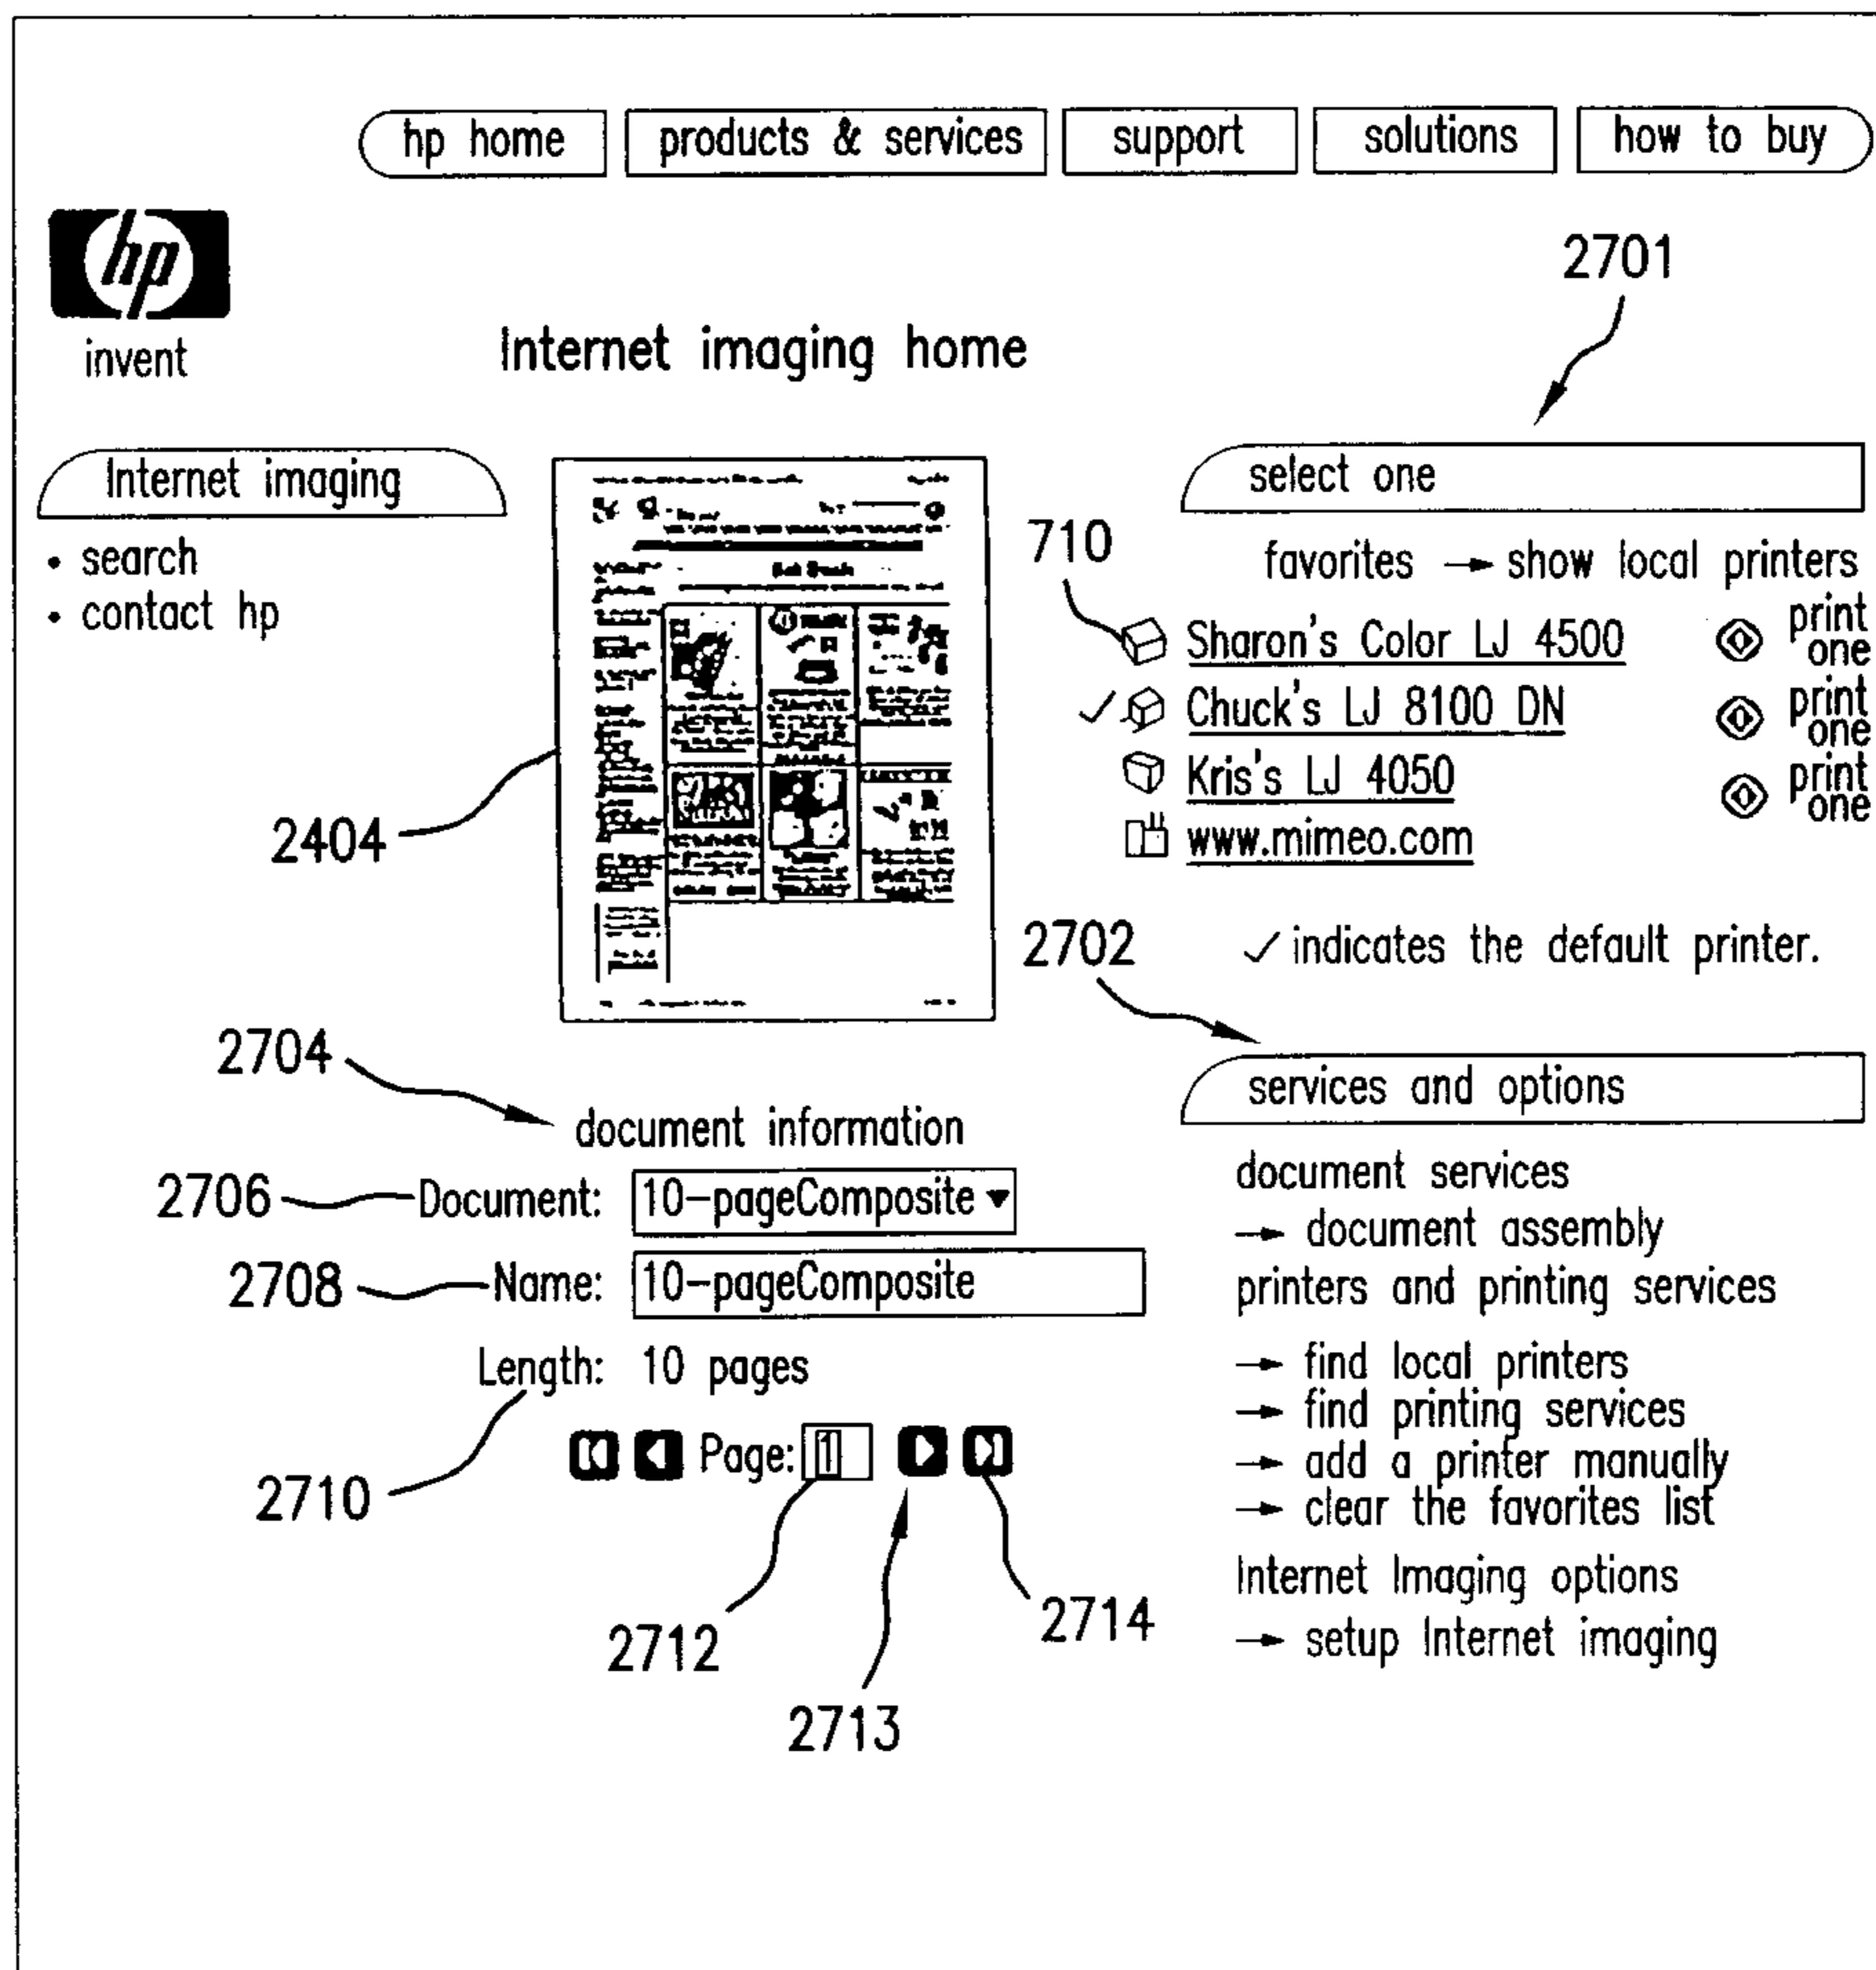 hp home products & services support solutions how to buy
hp
invent
Internet imaging home
2701
Internet imaging
• search
• contact hp
2404
select one
710
favorites → show local printers
Sharon's Color LJ 4500 print one
✓ Chuck's LJ 8100 DN print one
Kris's LJ 4050 print one
www.mimeo.com
2702
✓ indicates the default printer.
2704
document information
2706 Document: 10-pageComposite
2708 Name: 10-pageComposite
Length: 10 pages
2710
Page: 1
2712
2713
2714
services and options
document services
→ document assembly
printers and printing services
→ find local printers
→ find printing services
→ add a printer manually
→ clear the favorites list
Internet Imaging options
→ setup Internet imaging